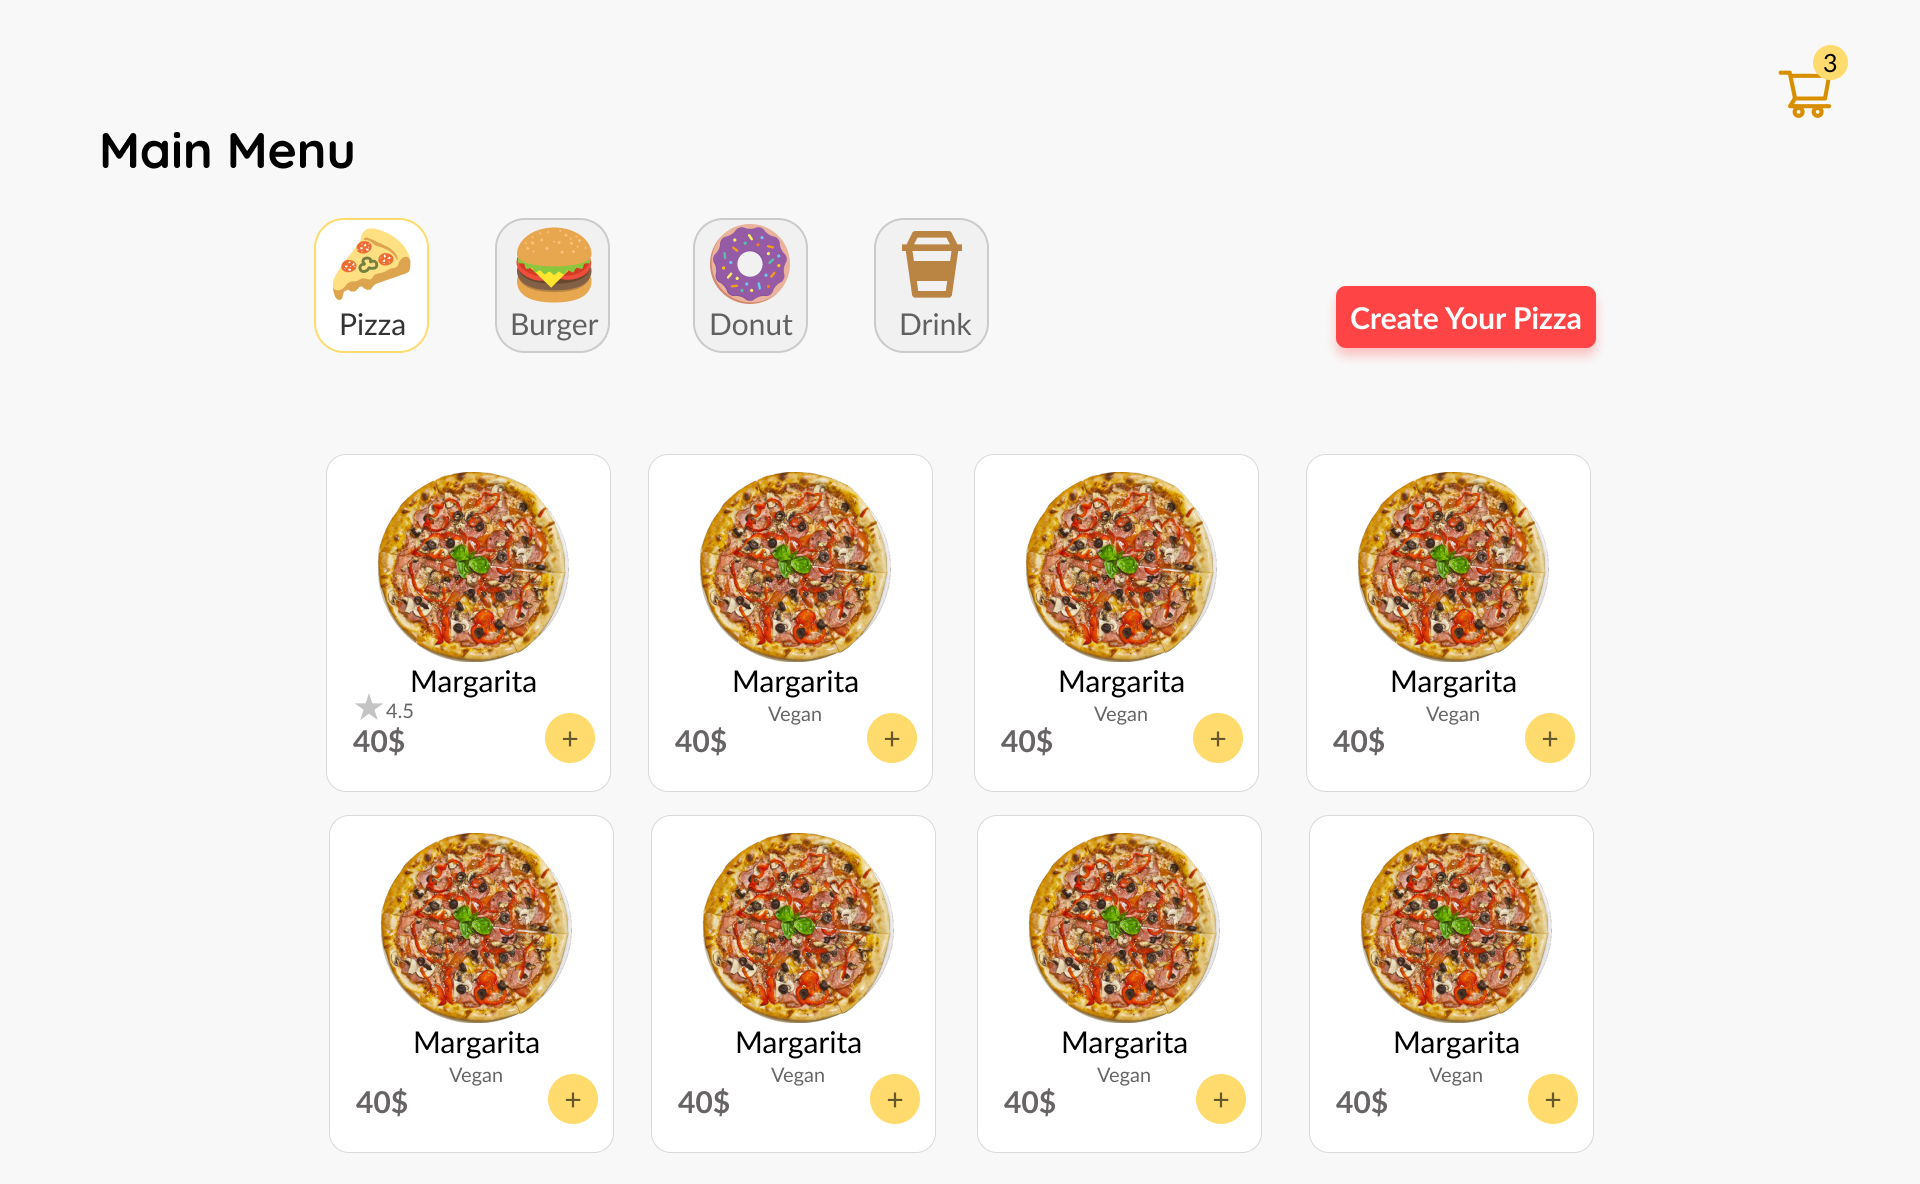 3
Main Menu
Pizza
Burger
Donut
Drink
Create Your Pizza
Margarita
4.5
40$
+
Margarita
Vegan
40$
+
Margarita
Vegan
40$
+
Margarita
Vegan
40$
+
Margarita
Vegan
40$
+
Margarita
Vegan
40$
+
Margarita
Vegan
40$
+
Margarita
Vegan
40$
+